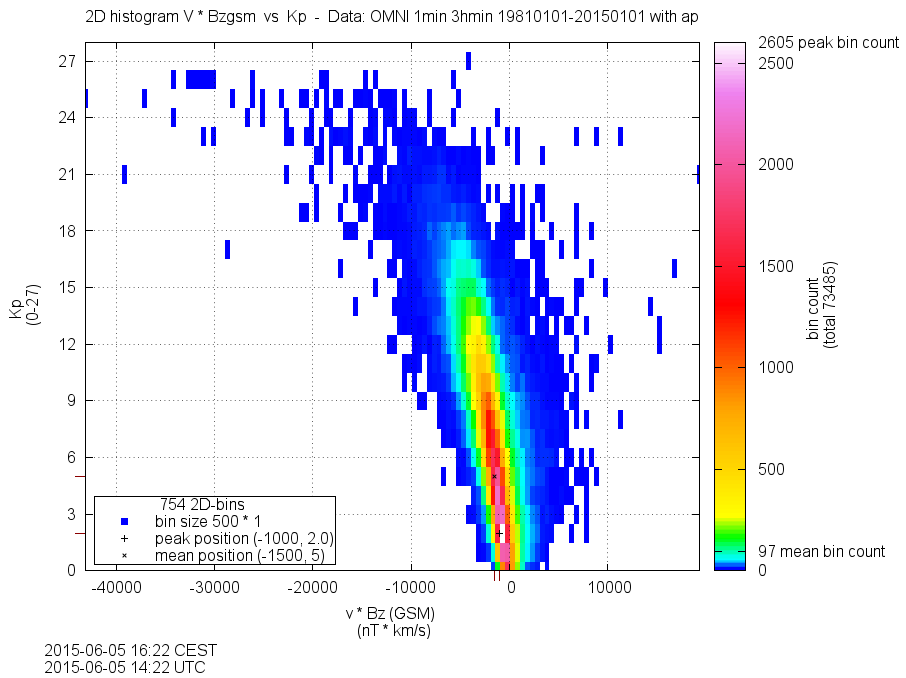 2D histogram V * Bzgsm vs Kp - Data: OMNI 1min 3hmin 19810101-20150101 with ap
2605 peak bin count
27
2500
24
2000
21
18
1500
15
Kp
(0-27)
bin count
(total 73485)
12
1000
9
6
500
754 2D-bins
3
bin size 500 * 1
peak position (-1000, 2.0)
mean position (-1500, 5)
97 mean bin count
0
0
-40000 -30000 -20000 -10000 0 10000
v * Bz (GSM)
(nT * km/s)
2015-06-05 16:22 CEST
2015-06-05 14:22 UTC